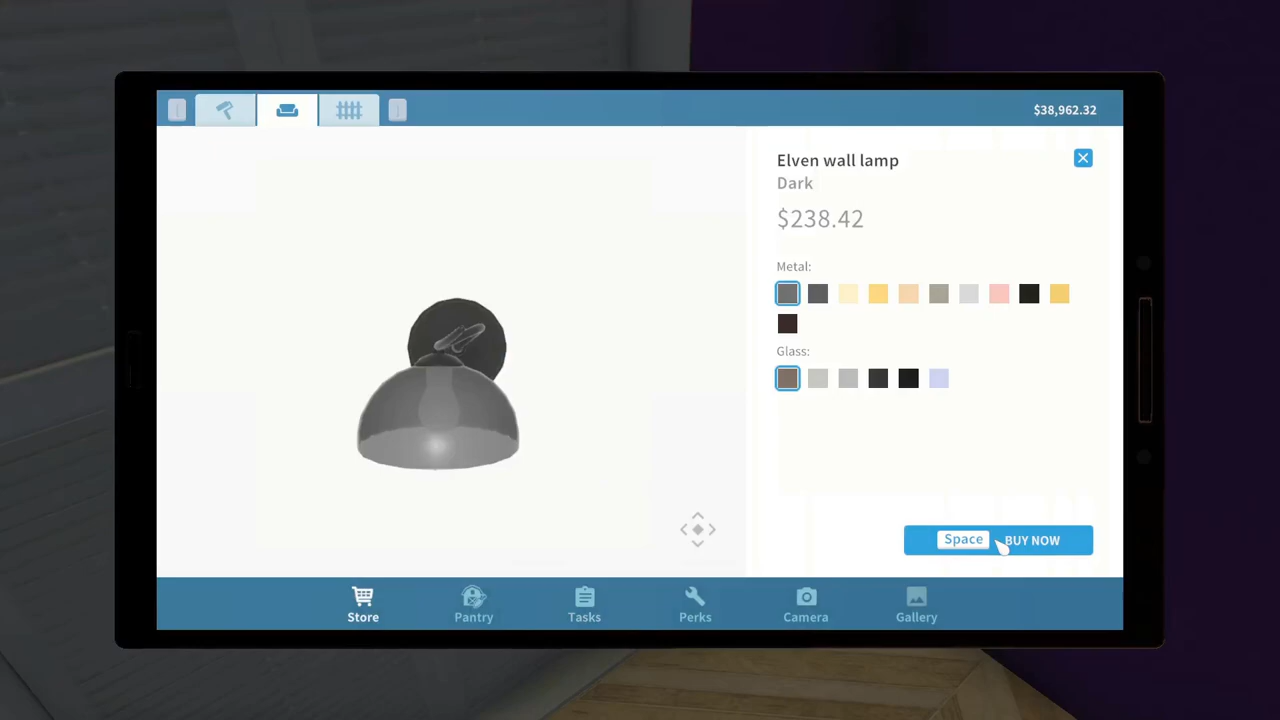 $38,962.32
Elven wall lamp
Dark
$238.42
Metal:
Glass:
Space BUY NOW
Store Pantry Tasks Perks Camera Gallery